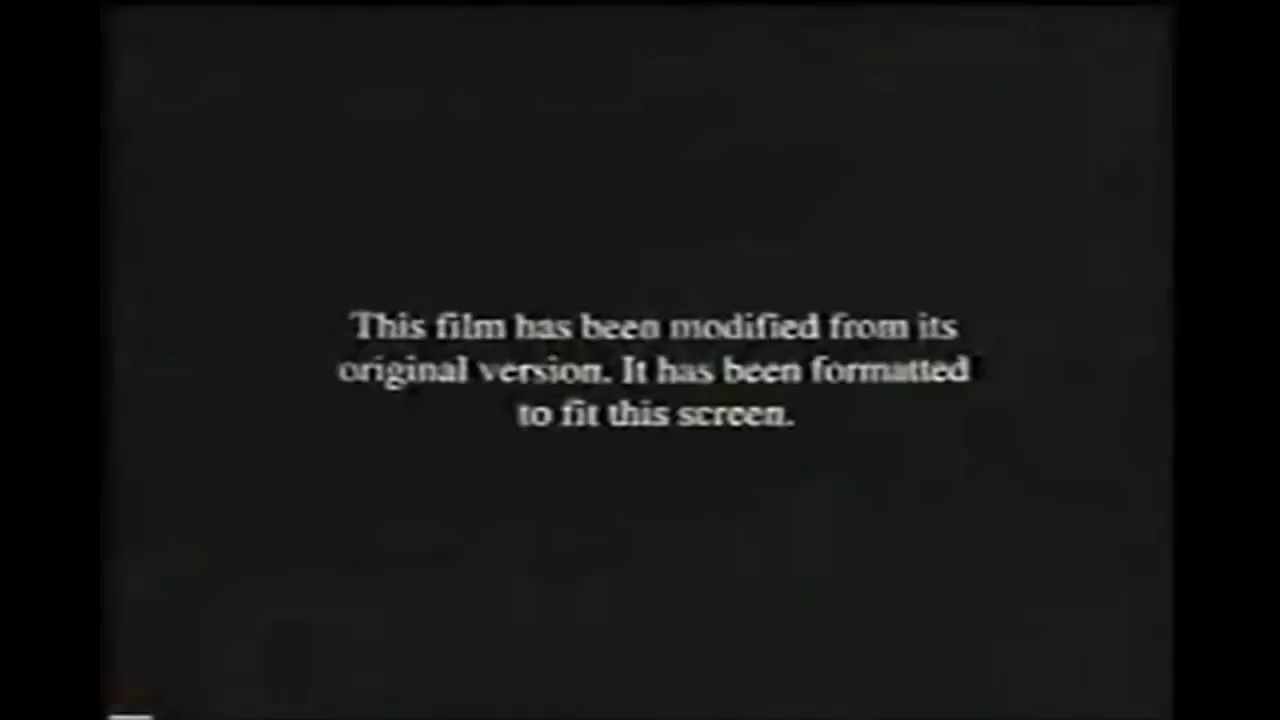 This film has been modified from its
original version. It has been formatted
to fit this screen.